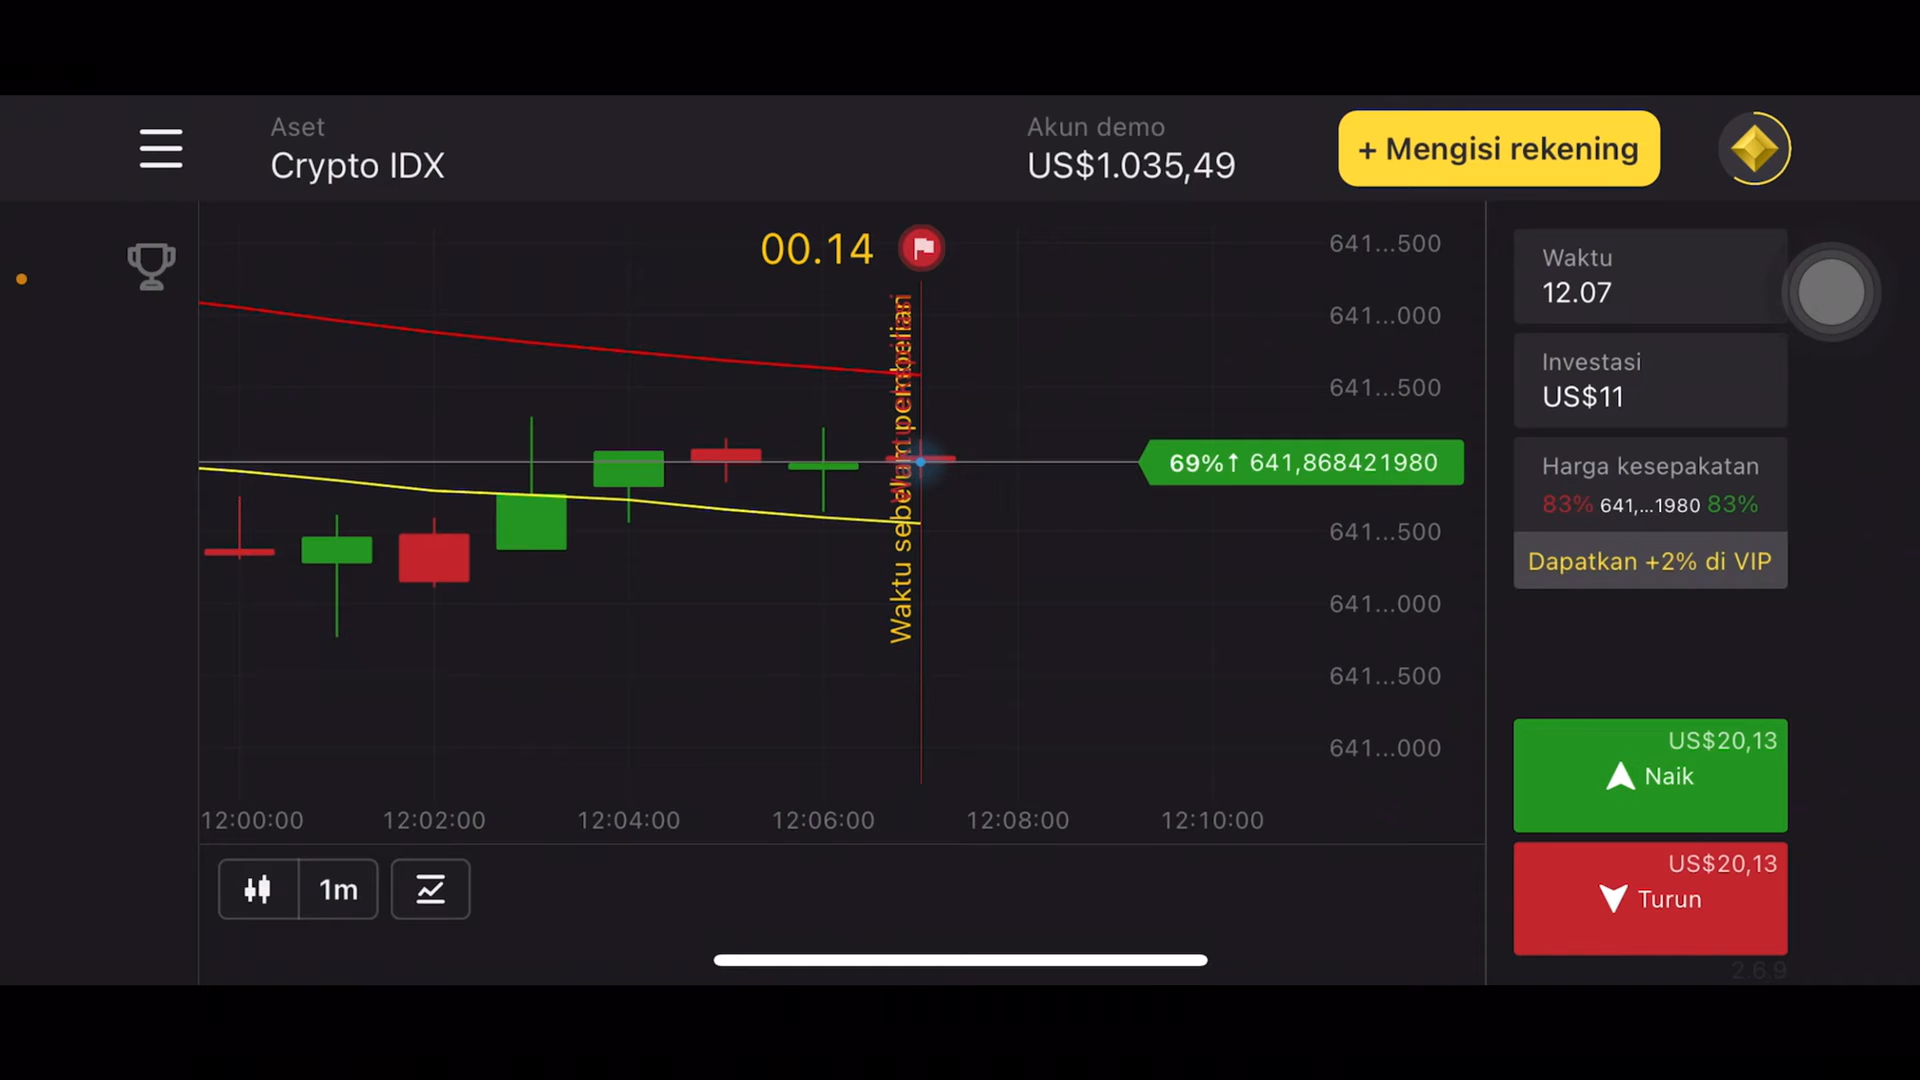 Aset
Crypto IDX
Akun demo
US$1.035,49
+ Mengisi rekening
00.14
641...500
641...000
641...500
69%↑ 641,868421980
641...500
641...000
641...500
641...000
Waktu sebelum pembelian
12:00:00
12:02:00
12:04:00
12:06:00
12:08:00
12:10:00
1m
Waktu
12.07
Investasi
US$11
Harga kesepakatan
83% 641,...1980 83%
Dapatkan +2% di VIP
US$20,13
Naik
US$20,13
Turun
2.6.9